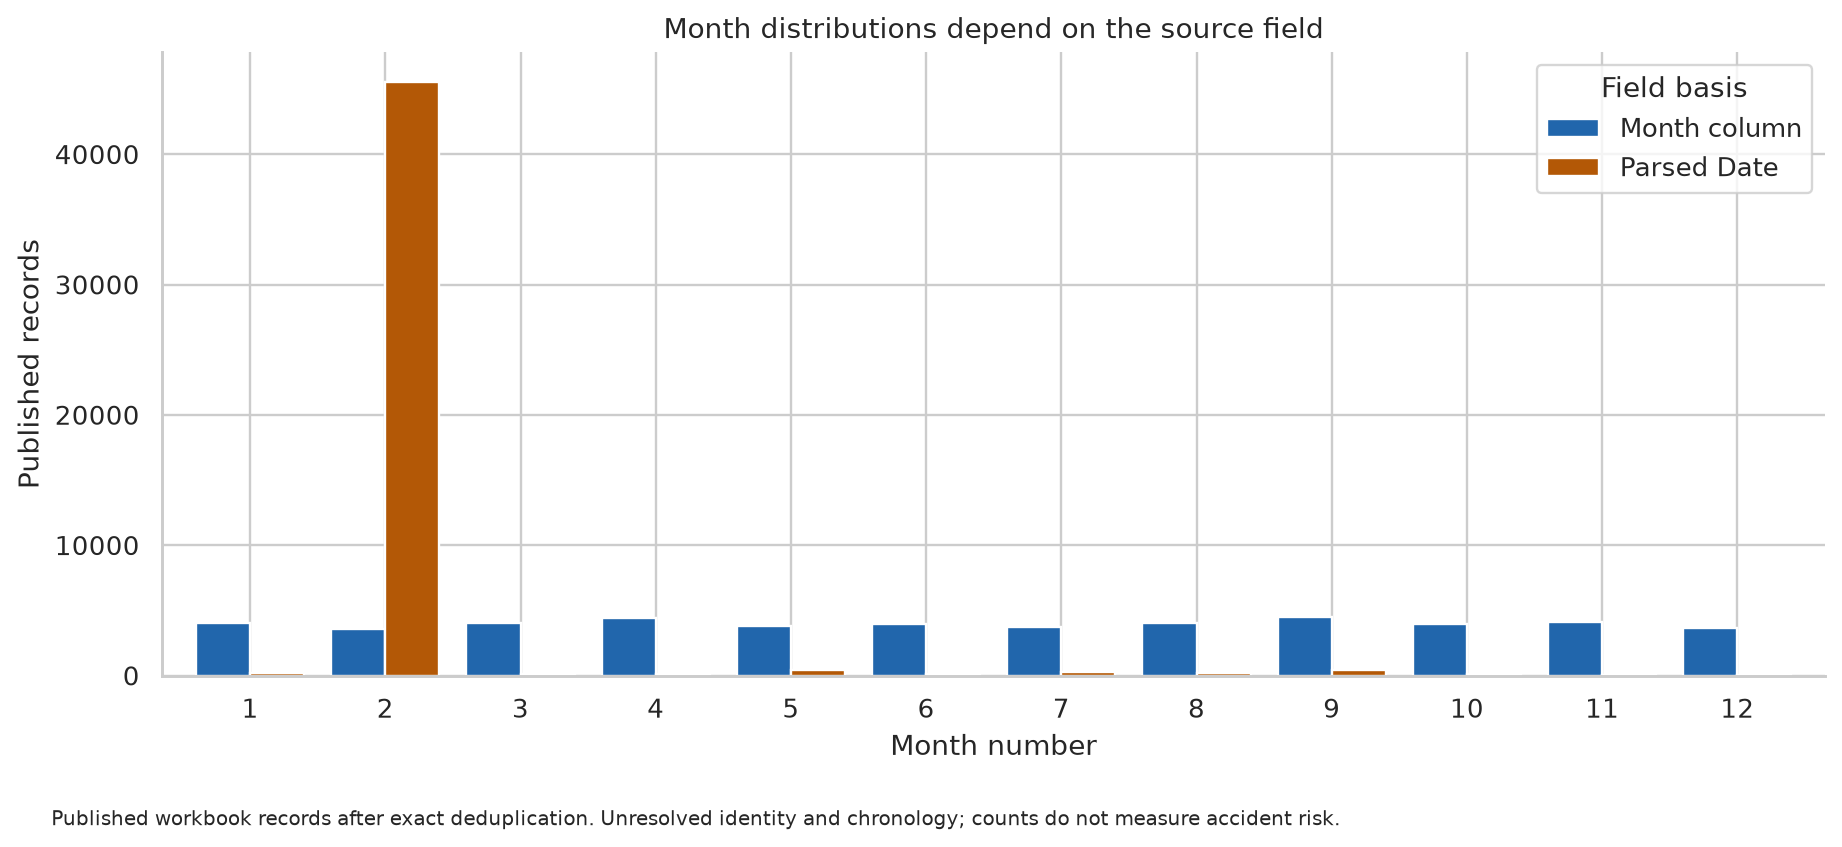 Month distributions depend on the source field
Field basis
Month column
Parsed Date
Published records
40000
30000
20000
10000
0
1 2 3 4 5 6 7 8 9 10 11 12
Month number
Published workbook records after exact deduplication. Unresolved identity and chronology; counts do not measure accident risk.